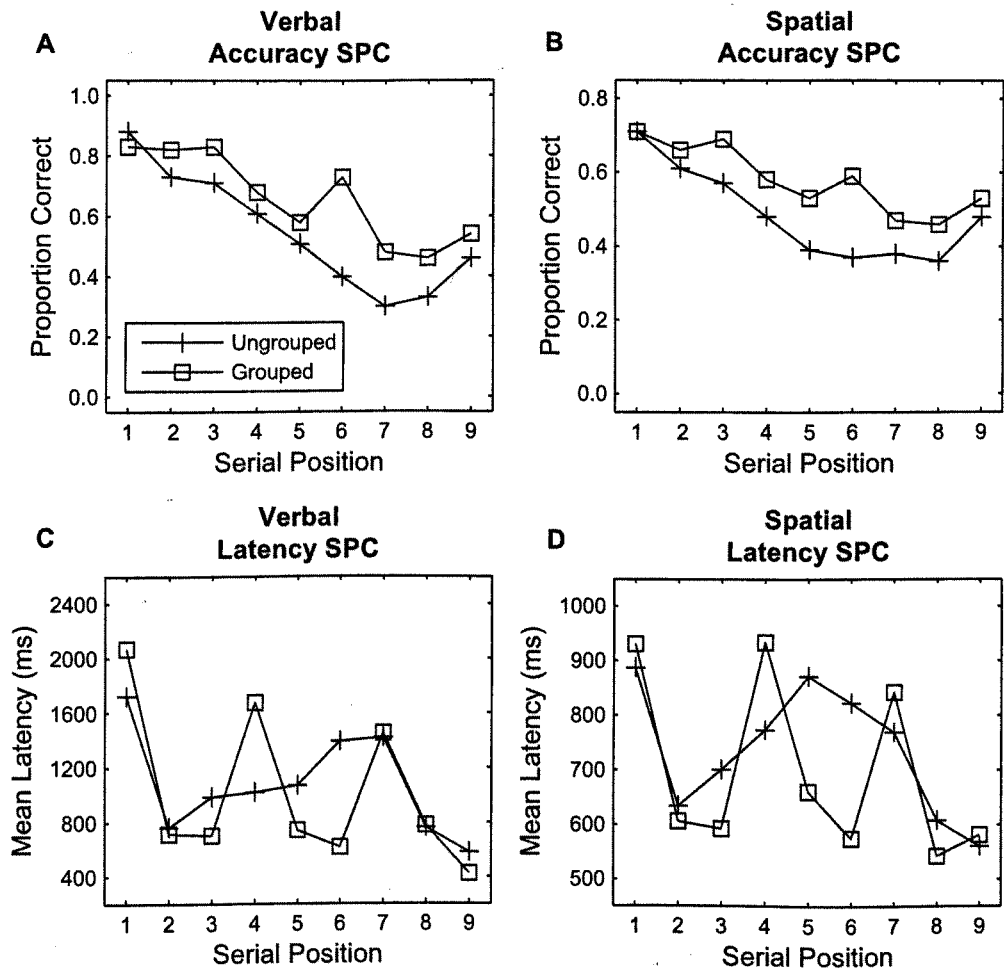 A
Verbal
Accuracy SPC
Proportion Correct
1.0
0.8
0.6
0.4
0.2
0.0
Ungrouped
Grouped
1 2 3 4 5 6 7 8 9
Serial Position
B
Spatial
Accuracy SPC
Proportion Correct
0.8
0.6
0.4
0.2
0.0
1 2 3 4 5 6 7 8 9
Serial Position
C
Verbal
Latency SPC
Mean Latency (ms)
2400
2000
1600
1200
800
400
1 2 3 4 5 6 7 8 9
Serial Position
D
Spatial
Latency SPC
Mean Latency (ms)
1000
900
800
700
600
500
1 2 3 4 5 6 7 8 9
Serial Position